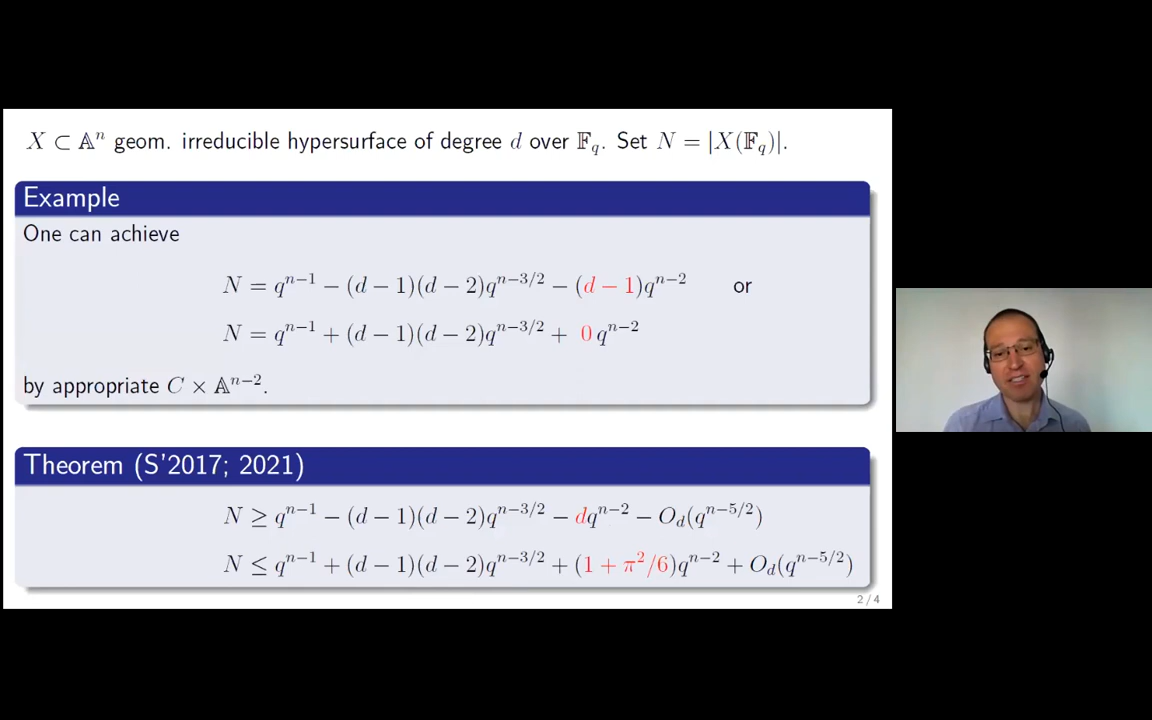 X ⊂ 𝔸ⁿ geom. irreducible hypersurface of degree d over 𝔽_q. Set N = |X(𝔽_q)|.
Example
One can achieve
N = q^{n−1} − (d − 1)(d − 2)q^{n−3/2} − (d − 1)q^{n−2} or
N = q^{n−1} + (d − 1)(d − 2)q^{n−3/2} + 0 q^{n−2}
by appropriate C × 𝔸^{n−2}.
Theorem (S'2017; 2021)
N ≥ q^{n−1} − (d − 1)(d − 2)q^{n−3/2} − dq^{n−2} − O_d(q^{n−5/2})
N ≤ q^{n−1} + (d − 1)(d − 2)q^{n−3/2} + (1 + π²/6)q^{n−2} + O_d(q^{n−5/2})
2 / 4